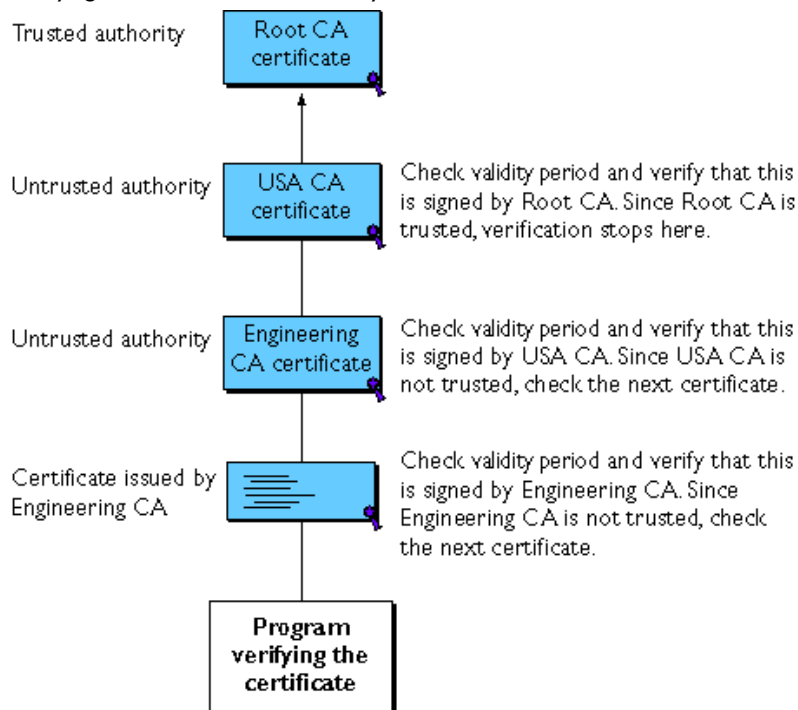 Trusted authority
Root CA
certificate
Untrusted authority
USA CA
certificate
Check validity period and verify that this
is signed by Root CA. Since Root CA is
trusted, verification stops here.
Untrusted authority
Engineering
CA certificate
Check validity period and verify that this
is signed by USA CA. Since USA CA is
not trusted, check the next certificate.
Certificate issued by
Engineering CA
Check validity period and verify that this
is signed by Engineering CA. Since
Engineering CA is not trusted, check
the next certificate.
Program
verifying the
certificate